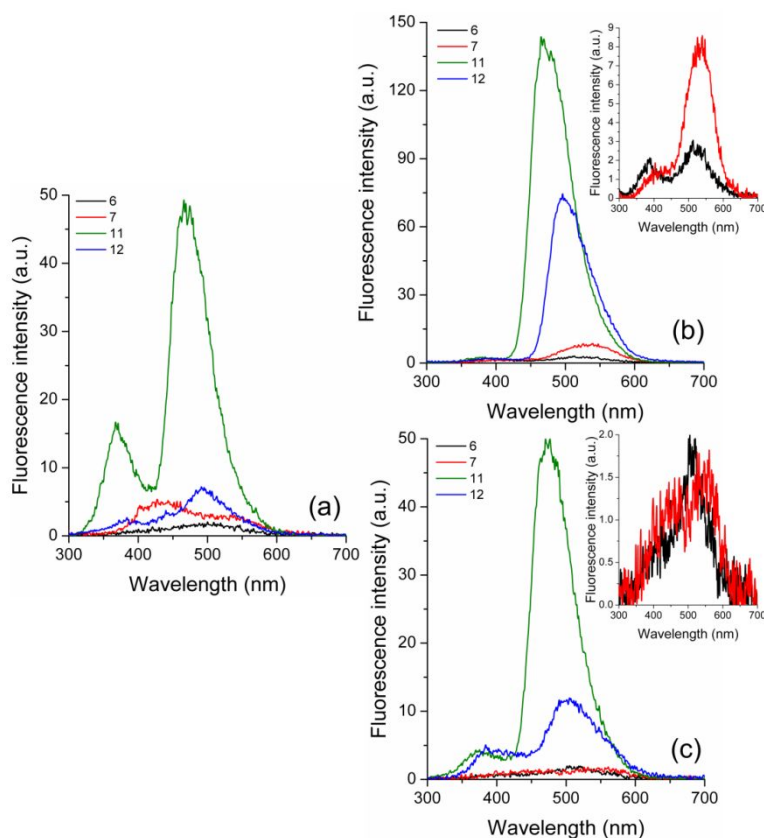 50
40
30
20
10
0
300 400 500 600 700
Fluorescence intensity (a.u.)
Wavelength (nm)
6
7
11
12
(a)
150
120
90
60
30
0
300 400 500 600 700
Fluorescence intensity (a.u.)
Wavelength (nm)
6
7
11
12
(b)
9
8
7
6
5
4
3
2
1
0
300 400 500 600 700
Fluorescence intensity (a.u.)
Wavelength (nm)
50
40
30
20
10
0
300 400 500 600 700
Fluorescence intensity (a.u.)
Wavelength (nm)
6
7
11
12
(c)
2.0
1.5
1.0
0.5
0.0
300 400 500 600 700
Fluorescence intensity (a.u.)
Wavelength (nm)